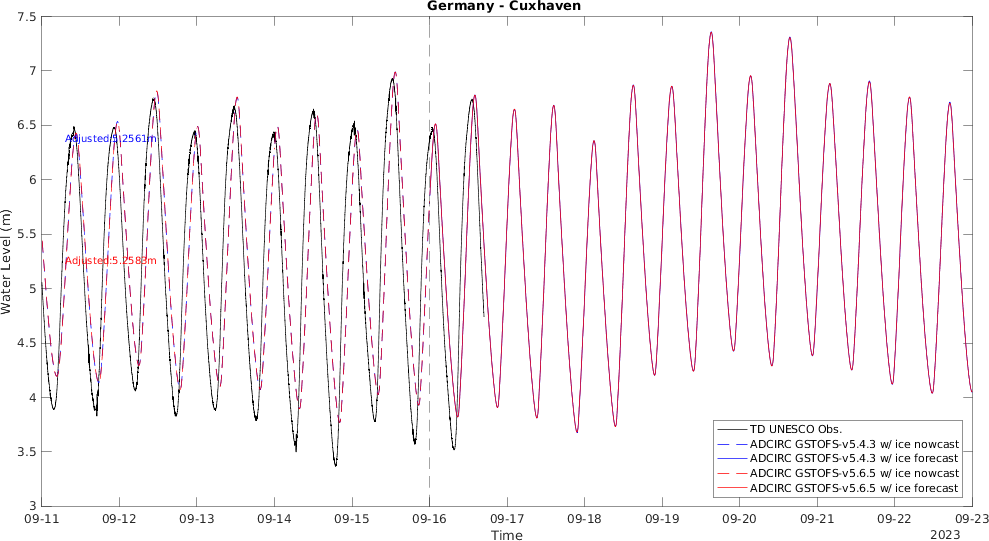 Germany - Cuxhaven
7.5
7
6.5
6
5.5
5
4.5
4
3.5
3
Water Level (m)
Adjusted:5.2561m
Adjusted:5.2583m
TD UNESCO Obs.
ADCIRC GSTOFS-v5.4.3 w/ ice nowcast
ADCIRC GSTOFS-v5.4.3 w/ ice forecast
ADCIRC GSTOFS-v5.6.5 w/ ice nowcast
ADCIRC GSTOFS-v5.6.5 w/ ice forecast
09-11 09-12 09-13 09-14 09-15 09-16 09-17 09-18 09-19 09-20 09-21 09-22 09-23
Time
2023